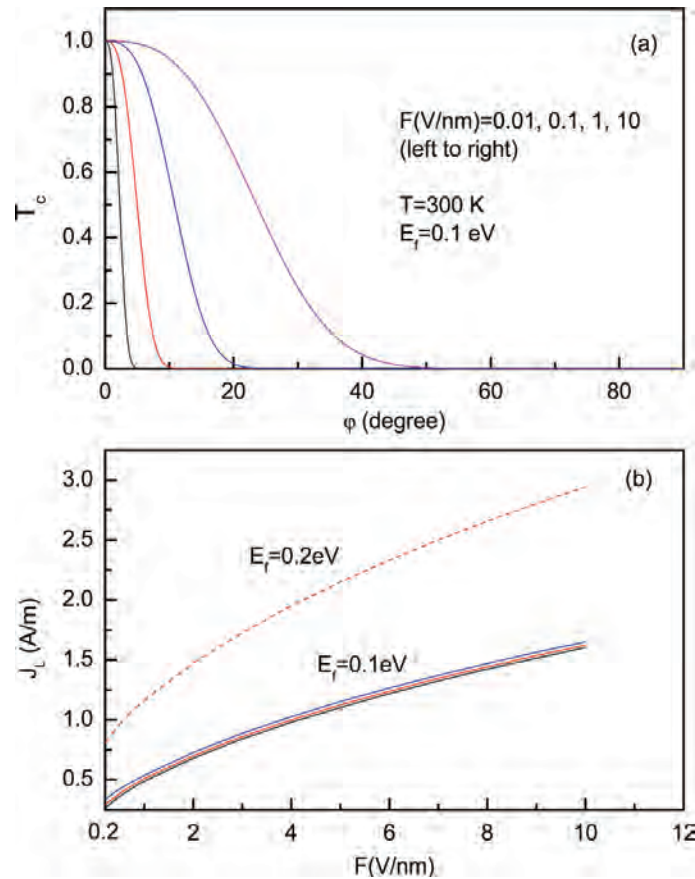 (a)
1.0
0.8
0.6
0.4
0.2
0.0
T_c
F(V/nm)=0.01, 0.1, 1, 10
(left to right)
T=300 K
E_f=0.1 eV
0 20 40 60 80
φ (degree)
(b)
3.0
2.5
2.0
1.5
1.0
0.5
J_L (A/m)
E_f=0.2eV
E_f=0.1eV
0.2 2 4 6 8 10 12
F(V/nm)